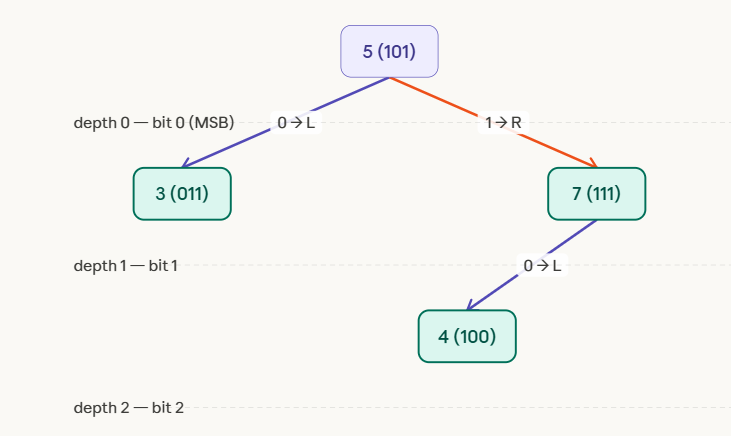 5 (101)
depth 0 — bit 0 (MSB)
0→L
1→R
3 (011)
7 (111)
depth 1 — bit 1
0→L
4 (100)
depth 2 — bit 2